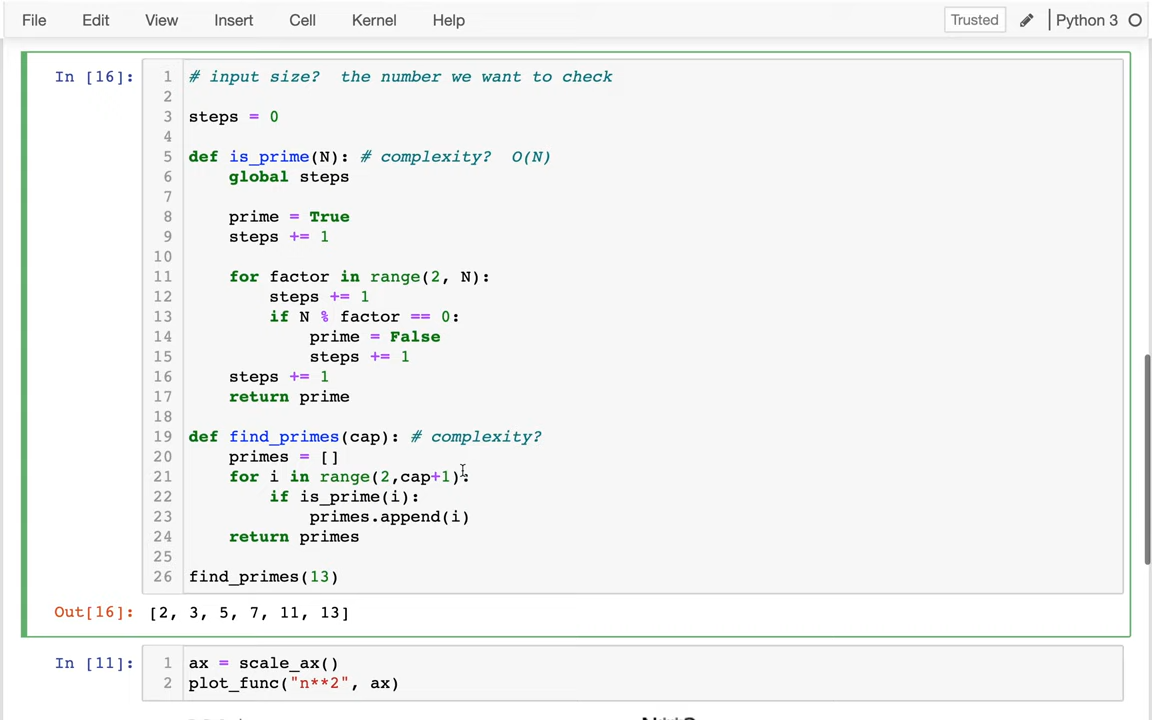 File Edit View Insert Cell Kernel Help Trusted Python 3
In [16]:
1 # input size?  the number we want to check
2
3 steps = 0
4
5 def is_prime(N): # complexity?  O(N)
6     global steps
7
8     prime = True
9     steps += 1
10
11     for factor in range(2, N):
12         steps += 1
13         if N % factor == 0:
14             prime = False
15             steps += 1
16     steps += 1
17     return prime
18
19 def find_primes(cap): # complexity?
20     primes = []
21     for i in range(2,cap+1):
22         if is_prime(i):
23             primes.append(i)
24     return primes
25
26 find_primes(13)
Out[16]: [2, 3, 5, 7, 11, 13]
In [11]:
1 ax = scale_ax()
2 plot_func("n**2", ax)